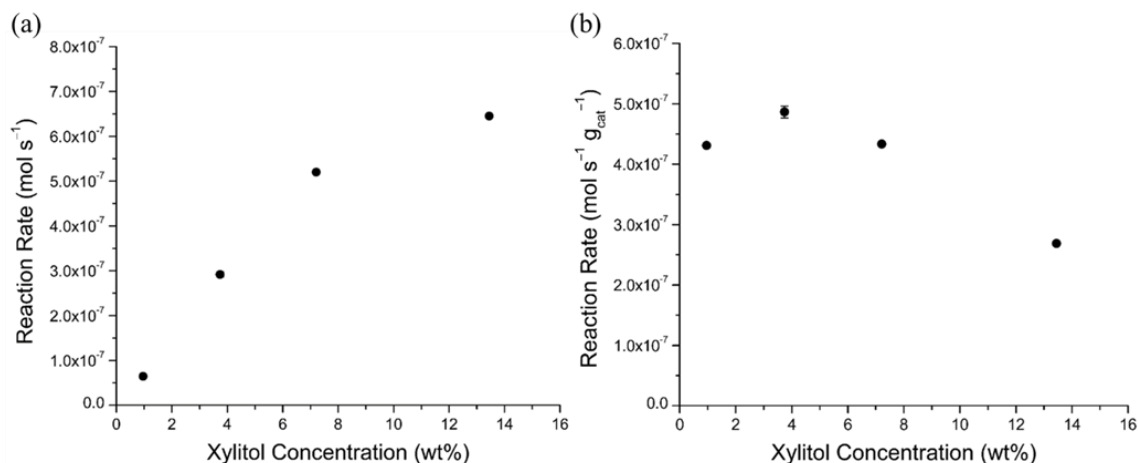 (a)
Reaction Rate (mol s⁻¹)
8.0x10⁻⁷
7.0x10⁻⁷
6.0x10⁻⁷
5.0x10⁻⁷
4.0x10⁻⁷
3.0x10⁻⁷
2.0x10⁻⁷
1.0x10⁻⁷
0.0
0 2 4 6 8 10 12 14 16
Xylitol Concentration (wt%)
(b)
Reaction Rate (mol s⁻¹ g_cat⁻¹)
6.0x10⁻⁷
5.0x10⁻⁷
4.0x10⁻⁷
3.0x10⁻⁷
2.0x10⁻⁷
1.0x10⁻⁷
0.0
0 2 4 6 8 10 12 14 16
Xylitol Concentration (wt%)